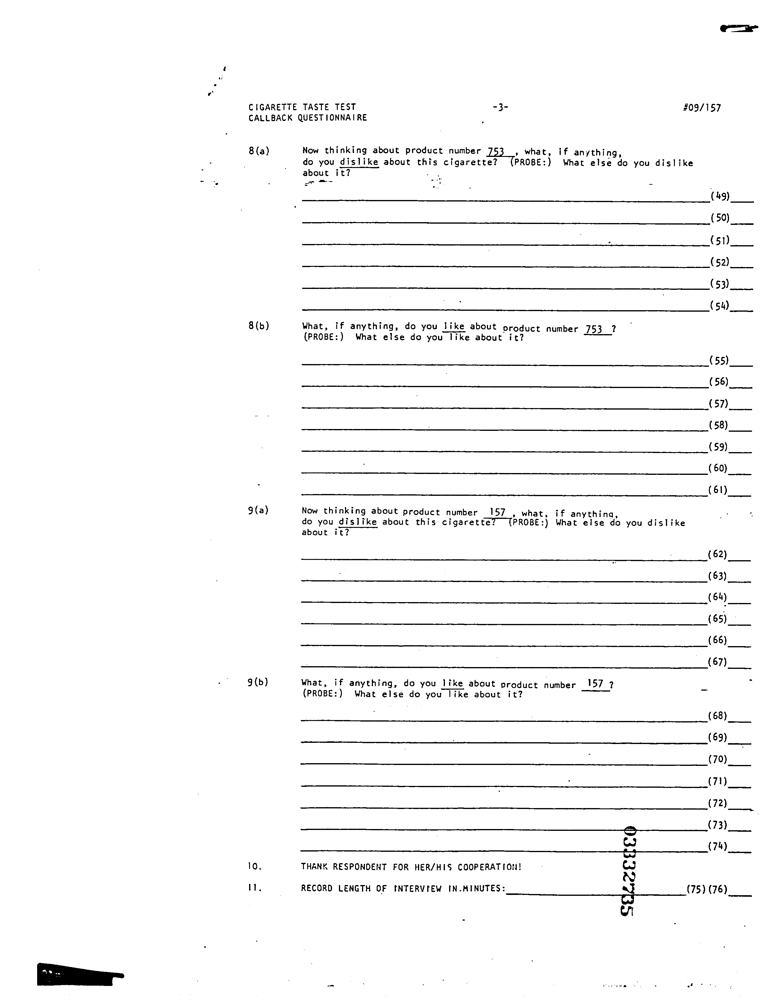 CIGARETTE TASTE TEST -3- #09/157
CALLBACK QUESTIONNAIRE
8(a) Now thinking about product number 753 , what, if anything,
do you dislike about this cigarette? (PROBE:) What else do you dislike
about it?
(49)
(50)
(51)
(52)
(53)
(54)
8(b) What, if anything, do you like about product number 753 ?
(PROBE:) What else do you like about it?
(55)
(56)
(57)
(58)
(59)
(60)
(61)
9(a) Now thinking about product number 157 , what, if anything,
do you dislike about this cigarette? (PROBE:) What else do you dislike
about it?
(62)
(63)
(64)
(65)
(66)
(67)
9(b) What, if anything, do you like about product number 157 ?
(PROBE:) What else do you like about it?
(68)
(69)
(70)
(71)
(72)
(73)
(74)
10. THANK RESPONDENT FOR HER/HIS COOPERATION!
11. RECORD LENGTH OF INTERVIEW IN.MINUTES: (75)(76)
03332735